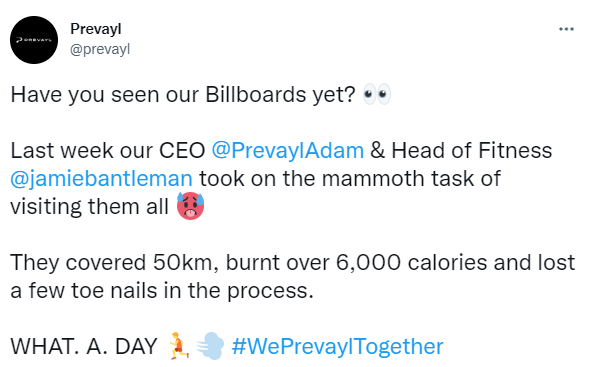 PREVAYL
Prevayl
@prevayl
Have you seen our Billboards yet? 👀
Last week our CEO @PrevaylAdam & Head of Fitness
@jamiebantleman took on the mammoth task of
visiting them all 🥵
They covered 50km, burnt over 6,000 calories and lost
a few toe nails in the process.
WHAT. A. DAY 🏃💨 #WePrevaylTogether